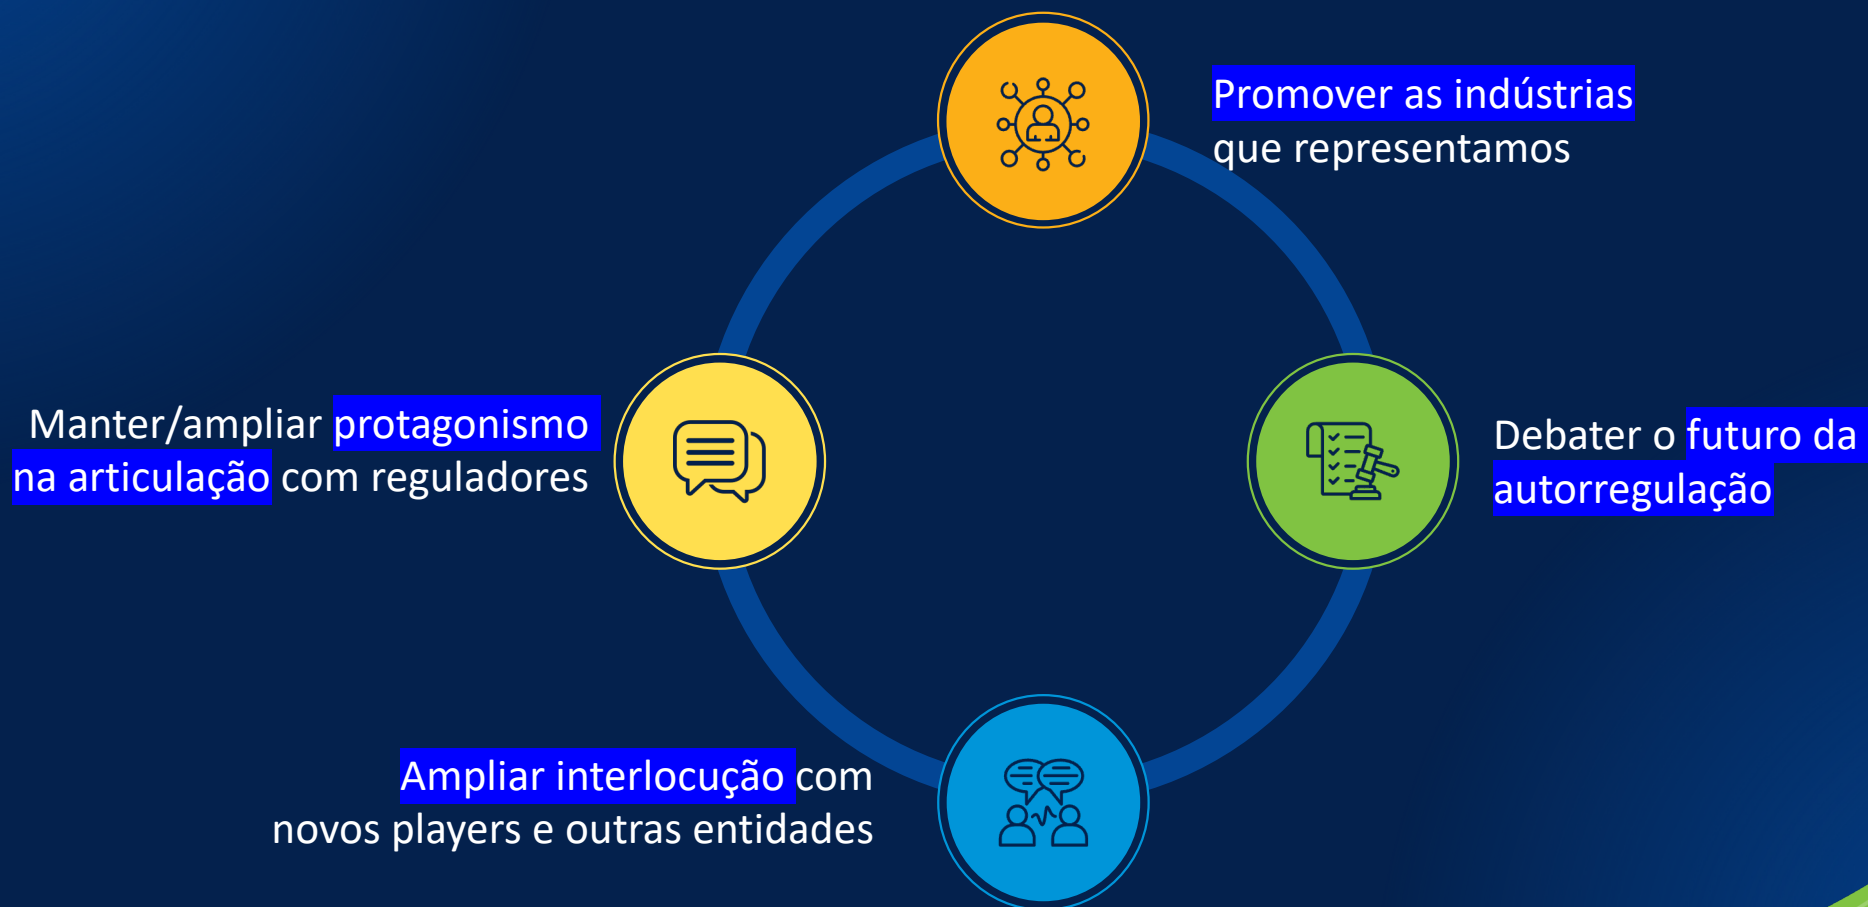 Promover as indústrias
que representamos
Manter/ampliar protagonismo
na articulação com reguladores
Debater o futuro da
autorregulação
Ampliar interlocução com
novos players e outras entidades